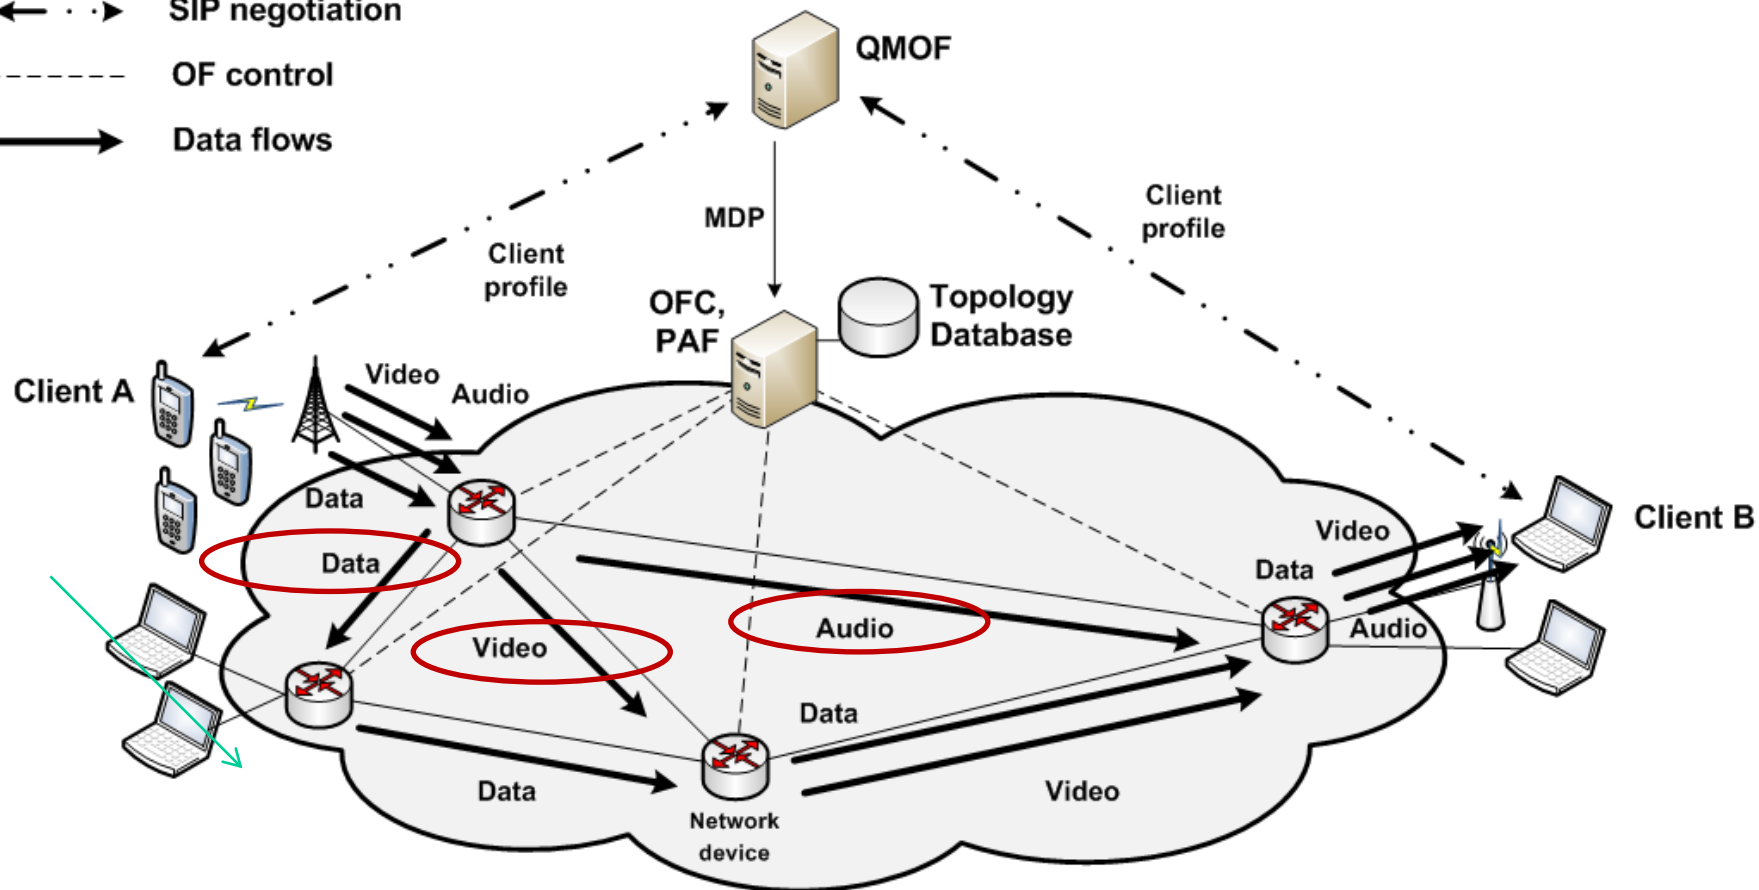 SIP negotiation
OF control
Data flows
QMOF
MDP
Client
profile
Client
profile
OFC,
PAF
Topology
Database
Client A
Video
Audio
Data
Data
Video
Audio
Data
Video
Client B
Data
Audio
Data
Data
Video
Network
device